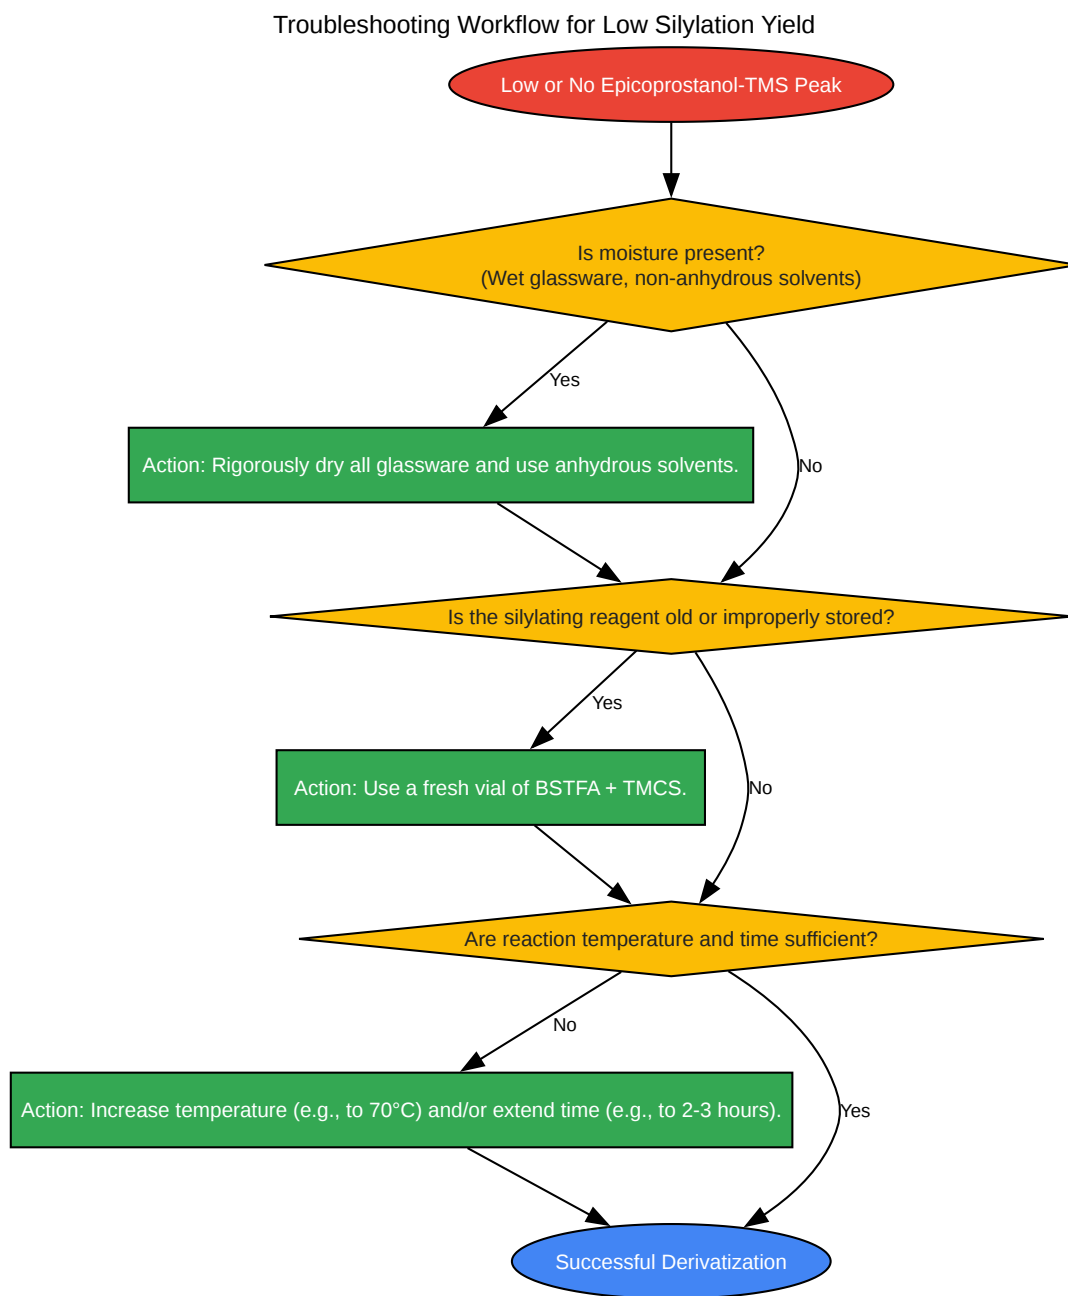 Troubleshooting Workflow for Low Silylation Yield
Low or No Epicoprostanol-TMS Peak
Is moisture present?
(Wet glassware, non-anhydrous solvents)
Yes
Action: Rigorously dry all glassware and use anhydrous solvents.
No
Is the silylating reagent old or improperly stored?
Yes
Action: Use a fresh vial of BSTFA + TMCS.
No
Are reaction temperature and time sufficient?
No
Action: Increase temperature (e.g., to 70°C) and/or extend time (e.g., to 2-3 hours).
Yes
Successful Derivatization